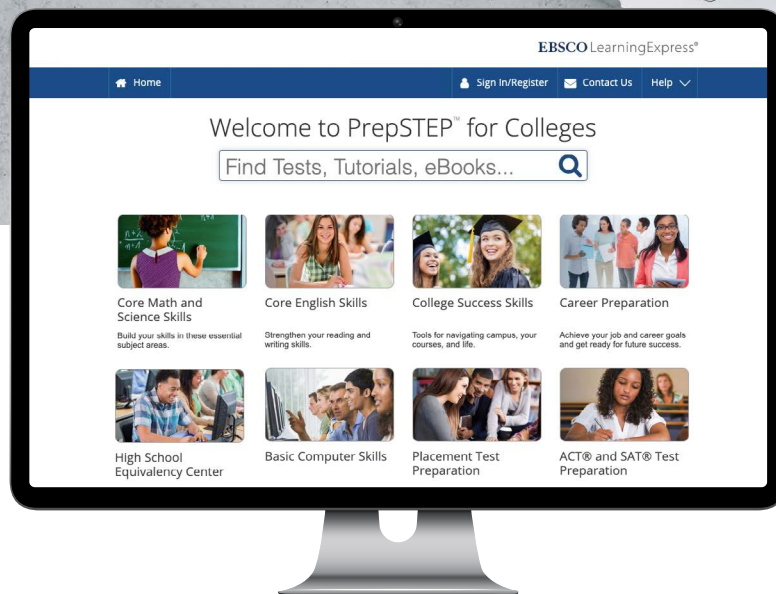 EBSCO LearningExpress®
Home
Sign In/Register
Contact Us
Help
Welcome to PrepSTEP™ for Colleges
Find Tests, Tutorials, eBooks...
Core Math and
Science Skills
Build your skills in these essential
subject areas.
Core English Skills
Strengthen your reading and
writing skills.
College Success Skills
Tools for navigating campus, your
courses, and life.
Career Preparation
Achieve your job and career goals
and get ready for future success.
High School
Equivalency Center
Basic Computer Skills
Placement Test
Preparation
ACT® and SAT® Test
Preparation